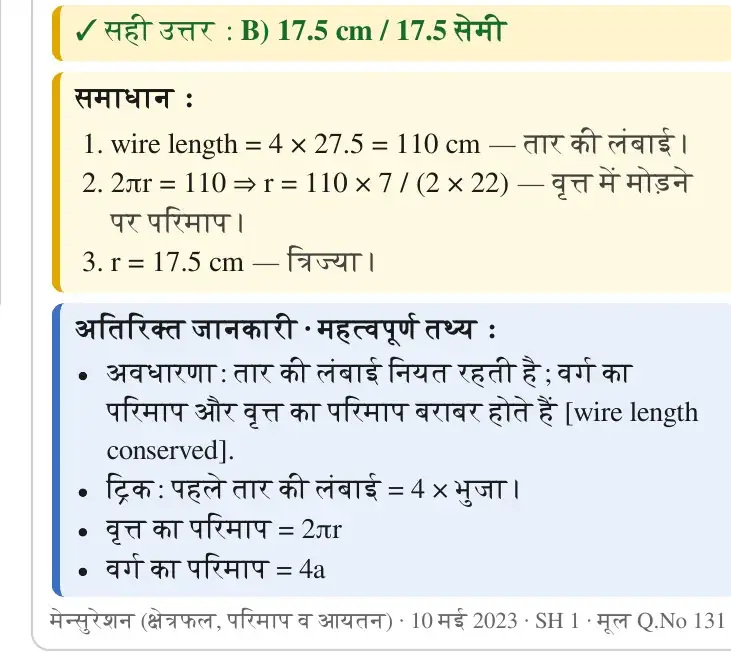 ✓ सही उत्तर : B) 17.5 cm / 17.5 सेमी
समाधान :
1. wire length = 4 × 27.5 = 110 cm — तार की लंबाई।
2. 2πr = 110 ⇒ r = 110 × 7 / (2 × 22) — वृत्त में मोड़ने
पर परिमाप।
3. r = 17.5 cm — त्रिज्या।
अतिरिक्त जानकारी · महत्वपूर्ण तथ्य :
• अवधारणा : तार की लंबाई नियत रहती है; वर्ग का
परिमाप और वृत्त का परिमाप बराबर होते हैं [wire length
conserved].
• ट्रिक : पहले तार की लंबाई = 4 × भुजा।
• वृत्त का परिमाप = 2πr
• वर्ग का परिमाप = 4a
मेन्सुरेशन (क्षेत्रफल, परिमाप व आयतन) · 10 मई 2023 · SH 1 · मूल Q.No 131